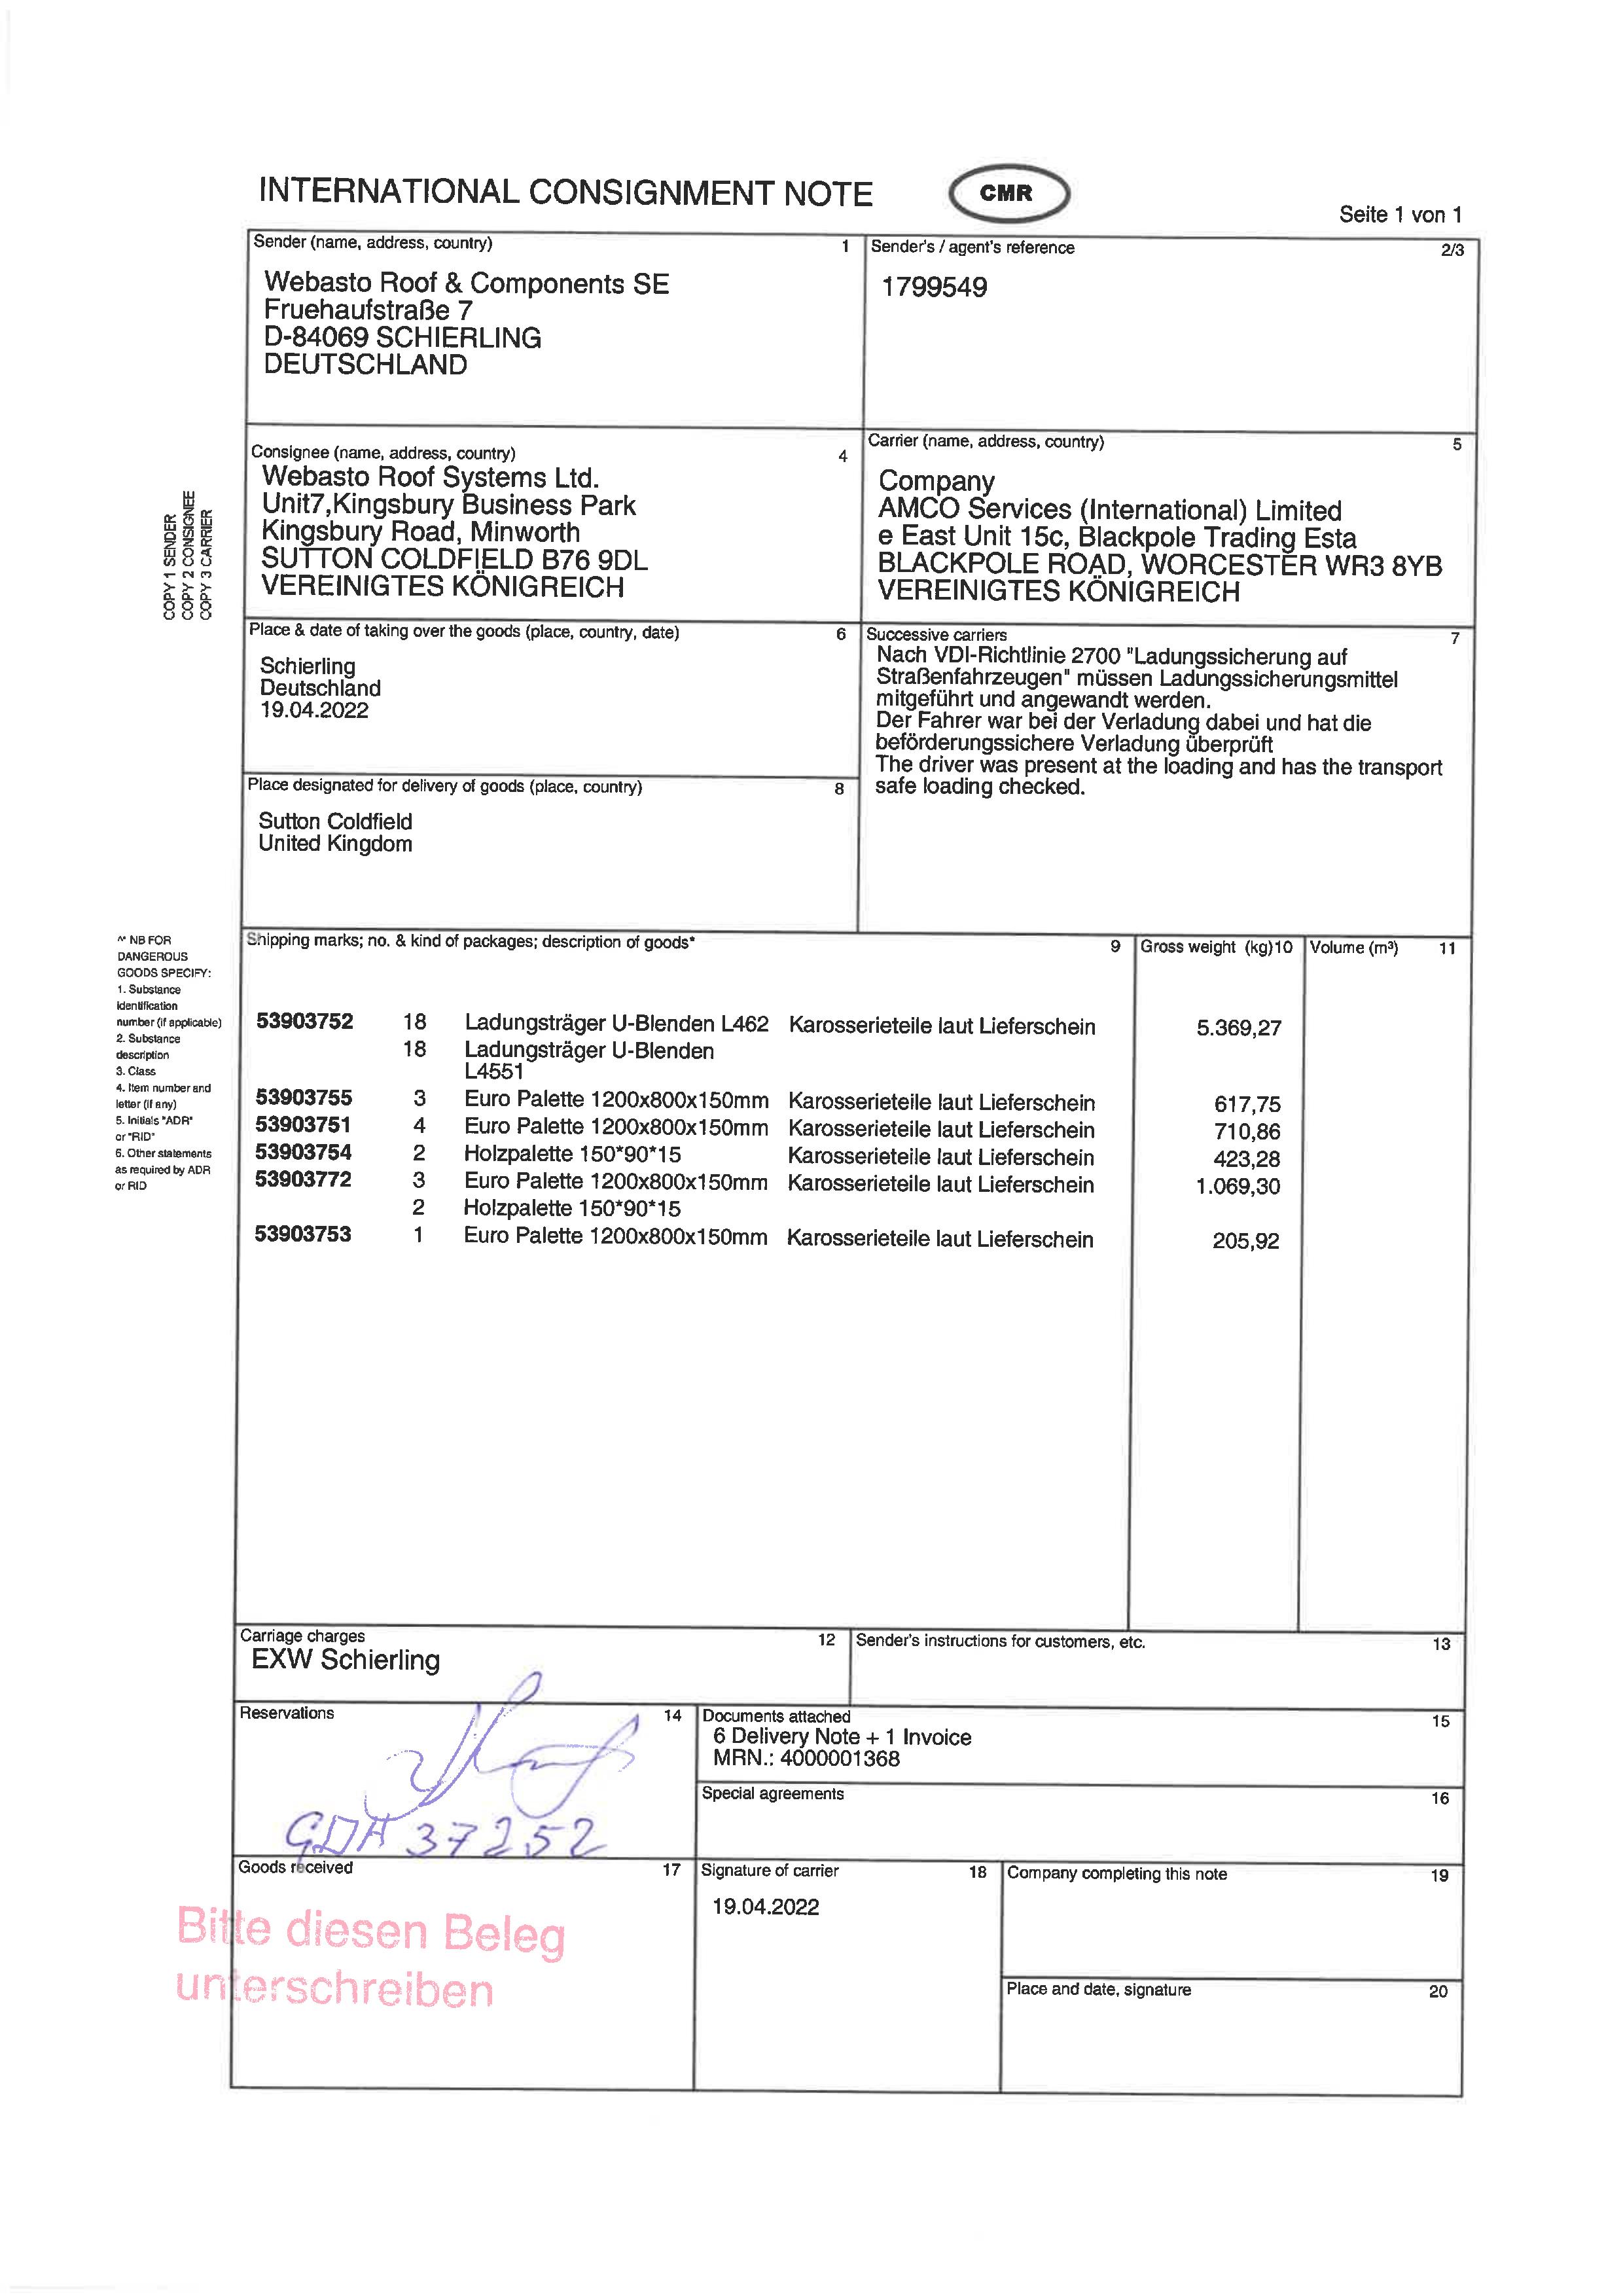 INTERNATIONAL CONSIGNMENT NOTE
CMR
Seite 1 von 1
Sender (name, address, country) 1
Webasto Roof & Components SE
Fruehaufstraße 7
D-84069 SCHIERLING
DEUTSCHLAND
Sender's / agent's reference 2/3
1799549
Consignee (name, address, country) 4
Webasto Roof Systems Ltd.
Unit7,Kingsbury Business Park
Kingsbury Road, Minworth
SUTTON COLDFIELD B76 9DL
VEREINIGTES KÖNIGREICH
Carrier (name, address, country) 5
Company
AMCO Services (International) Limited
e East Unit 15c, Blackpole Trading Esta
BLACKPOLE ROAD, WORCESTER WR3 8YB
VEREINIGTES KÖNIGREICH
COPY 1 SENDER
COPY 2 CONSIGNEE
COPY 3 CARRIER
Place & date of taking over the goods (place, country, date) 6
Schierling
Deutschland
19.04.2022
Successive carriers 7
Nach VDI-Richtlinie 2700 "Ladungssicherung auf
Straßenfahrzeugen" müssen Ladungssicherungsmittel
mitgeführt und angewandt werden.
Der Fahrer war bei der Verladung dabei und hat die
beförderungssichere Verladung überprüft
The driver was present at the loading and has the transport
safe loading checked.
Place designated for delivery of goods (place, country) 8
Sutton Coldfield
United Kingdom
NB FOR
DANGEROUS
GOODS SPECIFY:
1. Substance
identification
number (if applicable)
2. Substance
description
3. Class
4. Item number and
letter (if any)
5. Initials "ADR"
or "RID"
6. Other statements
as required by ADR
or RID
Shipping marks; no. & kind of packages; description of goods* 9
Gross weight (kg)10
Volume (m³) 11
53903752 18 Ladungsträger U-Blenden L462 Karosserieteile laut Lieferschein 5.369,27
18 Ladungsträger U-Blenden
L4551
53903755 3 Euro Palette 1200x800x150mm Karosserieteile laut Lieferschein 617,75
53903751 4 Euro Palette 1200x800x150mm Karosserieteile laut Lieferschein 710,86
53903754 2 Holzpalette 150*90*15 Karosserieteile laut Lieferschein 423,28
53903772 3 Euro Palette 1200x800x150mm Karosserieteile laut Lieferschein 1.069,30
2 Holzpalette 150*90*15
53903753 1 Euro Palette 1200x800x150mm Karosserieteile laut Lieferschein 205,92
Carriage charges 12
EXW Schierling
Sender's instructions for customers, etc. 13
Reservations 14
GDA 37252
Documents attached 15
6 Delivery Note + 1 Invoice
MRN.: 4000001368
Special agreements 16
Goods received 17
Bitte diesen Beleg
unterschreiben
Signature of carrier 18
19.04.2022
Company completing this note 19
Place and date, signature 20